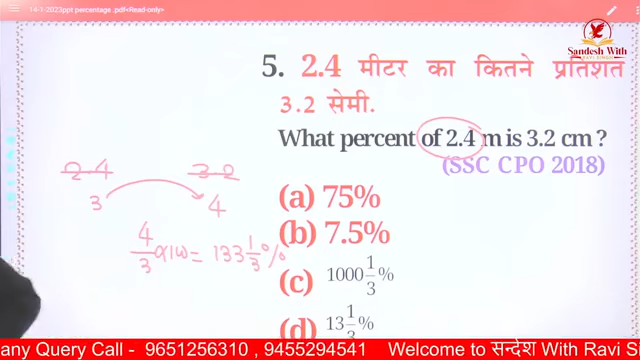 14-1-2023ppt percentage .pdf<Read-only>
Sandesh With
RAVI SINGH
5. 2.4 मीटर का कितने प्रतिशत
3.2 सेमी.
What percent of 2.4 m is 3.2 cm ?
(SSC CPO 2018)
2.4 3.2
3 4
4/3 x100 = 133 1/3 %
(a) 75%
(b) 7.5%
(c) 1000 1/3 %
(d) 13 1/3 %
any Query Call - 9651256310 , 9455294541 Welcome to सन्देश With Ravi S